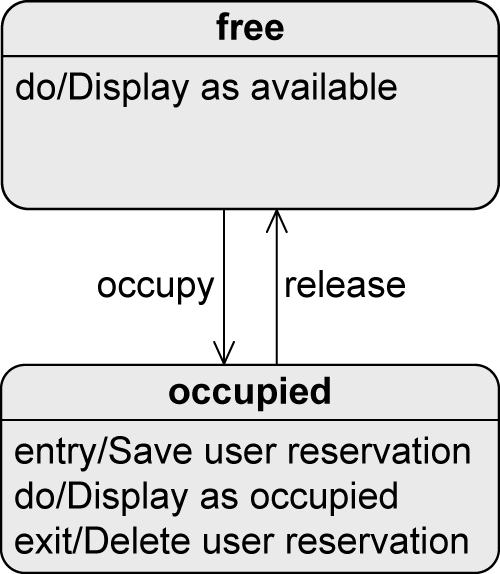 free
do/Display as available
occupy
release
occupied
entry/Save user reservation
do/Display as occupied
exit/Delete user reservation